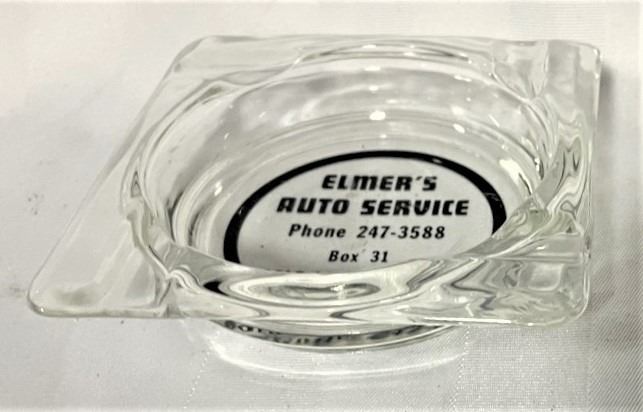 ELMER'S
AUTO SERVICE
Phone 247-3588
Box 31